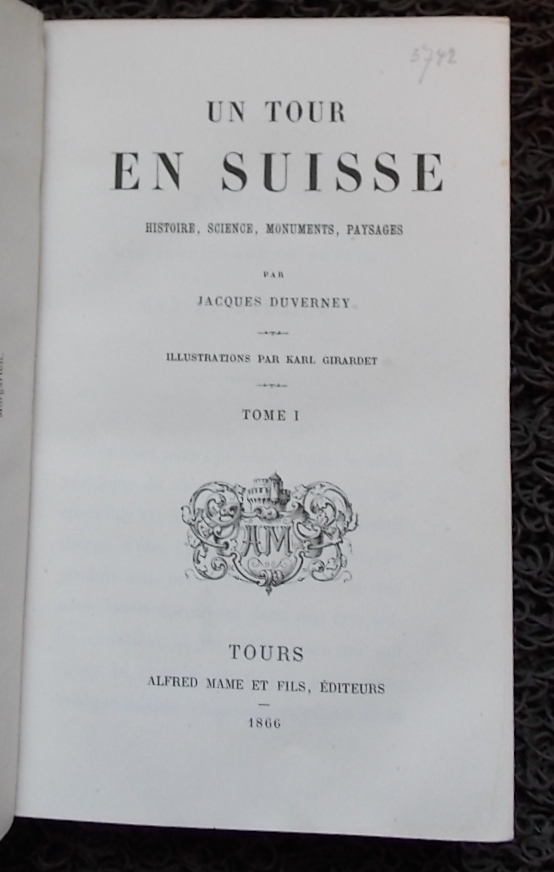 5742
UN TOUR
EN SUISSE
HISTOIRE, SCIENCE, MONUMENTS, PAYSAGES
PAR
JACQUES DUVERNEY
ILLUSTRATIONS PAR KARL GIRARDET
TOME I
AM
TOURS
ALFRED MAME ET FILS, ÉDITEURS
1866